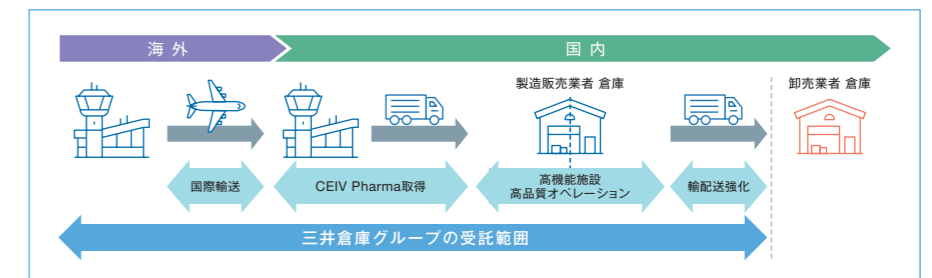 海外
国内
製造販売業者 倉庫
卸売業者 倉庫
国際輸送
CEIV Pharma取得
高機能施設
高品質オペレーション
輸配送強化
三井倉庫グループの受託範囲